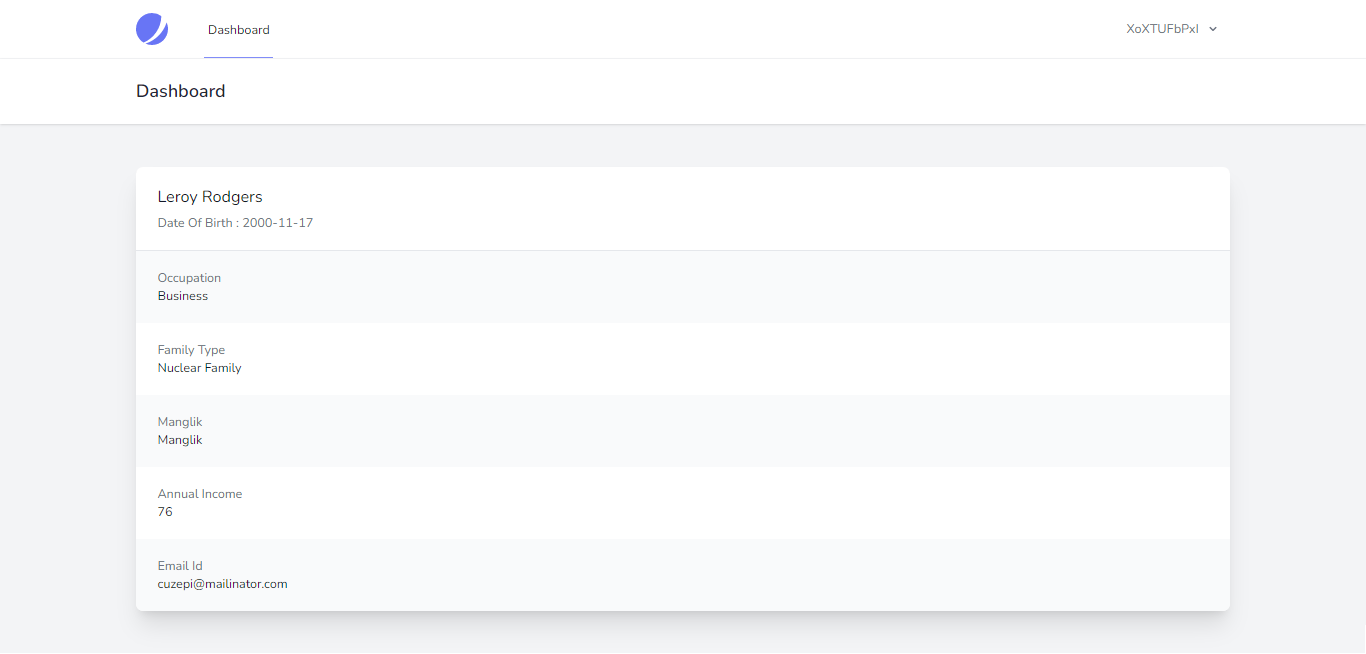 Dashboard
XoXTUFbPxI
Dashboard
Leroy Rodgers
Date Of Birth : 2000-11-17
Occupation
Business
Family Type
Nuclear Family
Manglik
Manglik
Annual Income
76
Email Id
cuzepi@mailinator.com